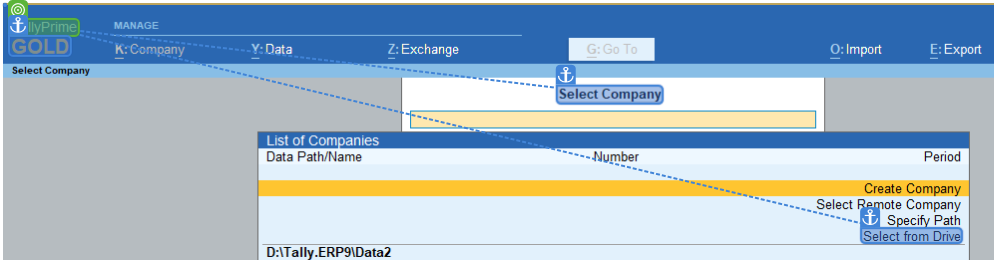 TallyPrime
MANAGE
GOLD
K: Company Y: Data Z: Exchange G: Go To O: Import E: Export
Select Company
Select Company
List of Companies
Data Path/Name Number Period
Create Company
Select Remote Company
Specify Path
Select from Drive
D:\Tally.ERP9\Data2